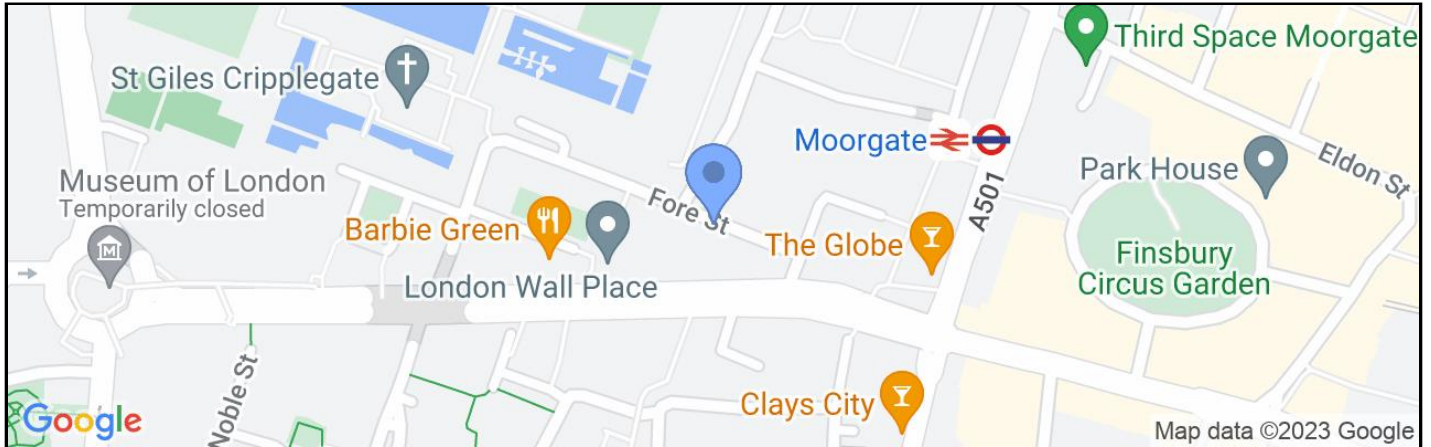 Third Space Moorgate
St Giles Cripplegate
Moorgate
Eldon St
Park House
Museum of London
Temporarily closed
A501
Fore St
Barbie Green
The Globe
Finsbury
Circus Garden
London Wall Place
Noble St
Clays City
Google
Map data ©2023 Google